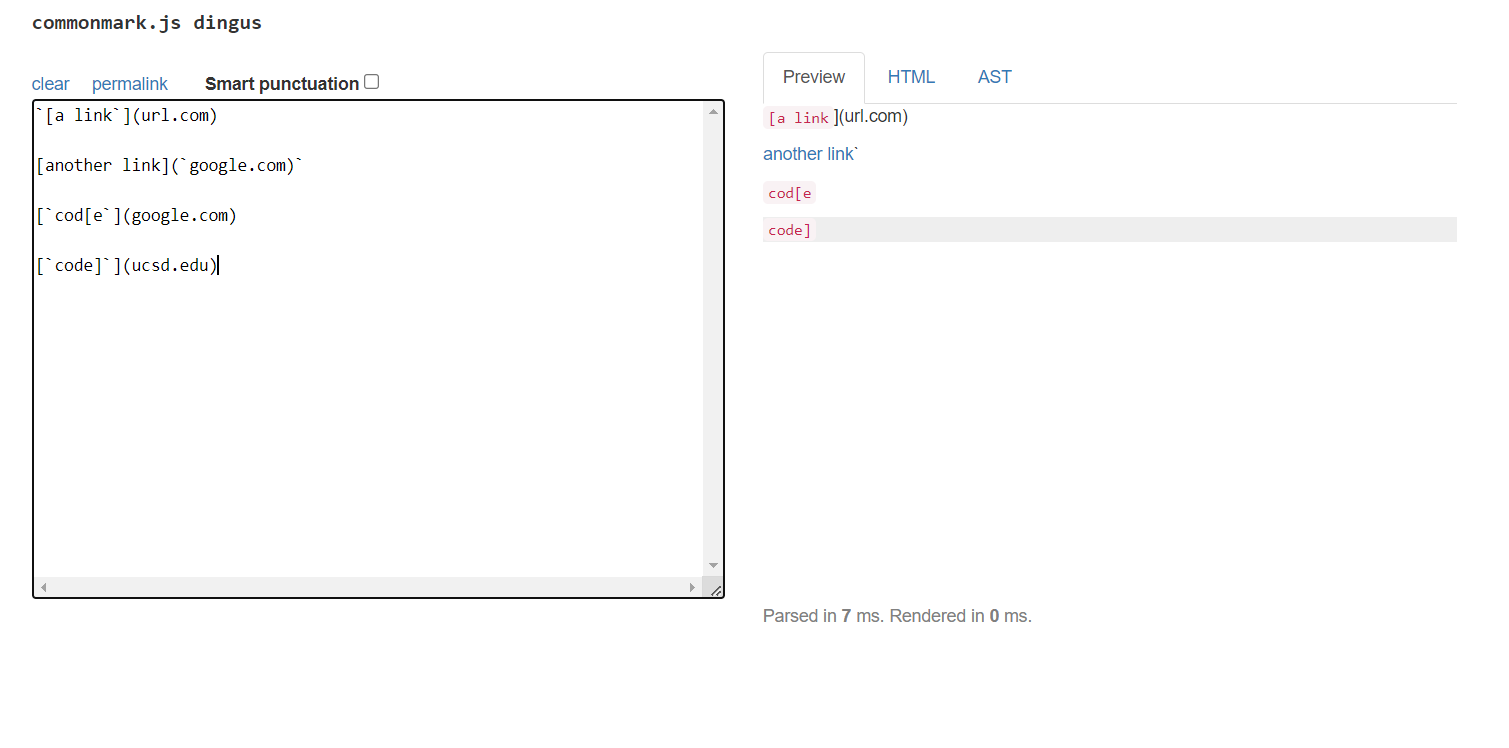 commonmark.js dingus
clear permalink Smart punctuation
`[a link`](url.com)
[another link](`google.com)`
[`cod[e`](google.com)
[`code]`](ucsd.edu)
Preview HTML AST
[a link](url.com)
another link`
cod[e
code]
Parsed in 7 ms. Rendered in 0 ms.